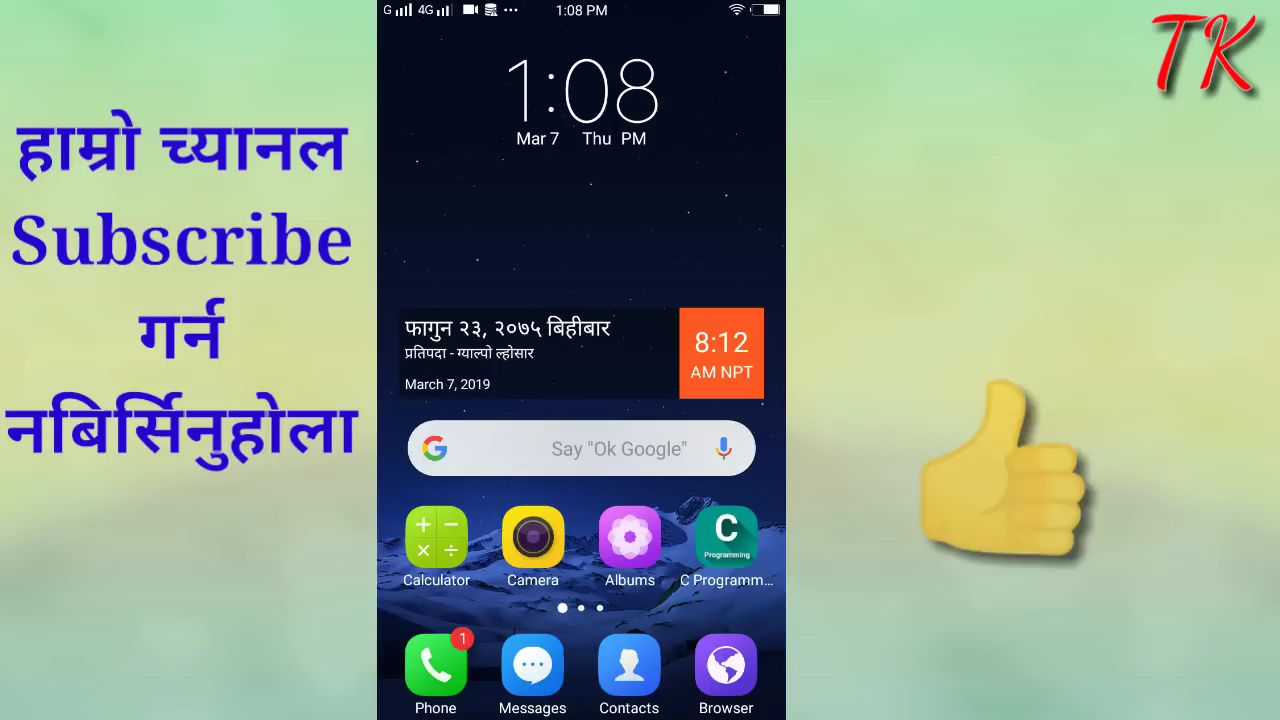 हाम्रो च्यानल
Subscribe
गर्न
नबिर्सिनुहोला
G 4G 1:08 PM
1:08
Mar 7 Thu PM
फागुन २३, २०७५ बिहीबार
प्रतिपदा - ग्याल्पो ल्होसार
March 7, 2019
8:12
AM NPT
Say "Ok Google"
C
Programming
Calculator Camera Albums C Programm...
1
Phone Messages Contacts Browser
TK